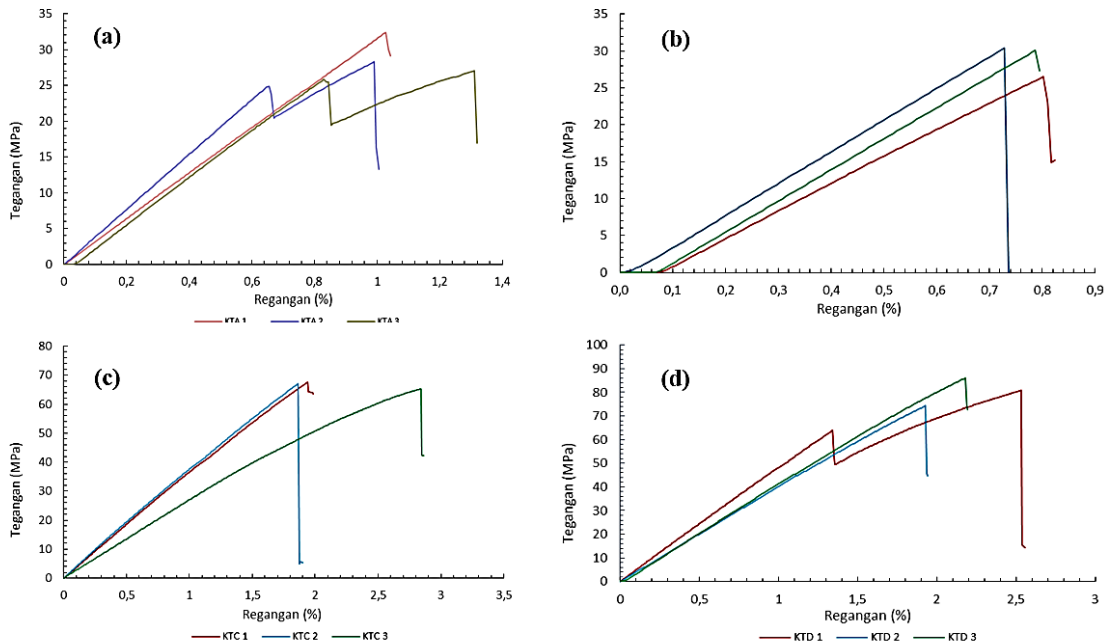 (a)
Tegangan (MPa)
35
30
25
20
15
10
5
0
0 0,2 0,4 0,6 0,8 1 1,2 1,4
Regangan (%)
KTA 1 KTA 2 KTA 3
(b)
Tegangan (MPa)
35
30
25
20
15
10
5
0
0,0 0,1 0,2 0,3 0,4 0,5 0,6 0,7 0,8 0,9
Regangan (%)
(c)
Tegangan (MPa)
80
70
60
50
40
30
20
10
0
0 0,5 1 1,5 2 2,5 3 3,5
Regangan (%)
KTC 1 KTC 2 KTC 3
(d)
Tegangan (MPa)
100
90
80
70
60
50
40
30
20
10
0
0 0,5 1 1,5 2 2,5 3
Regangan (%)
KTD 1 KTD 2 KTD 3